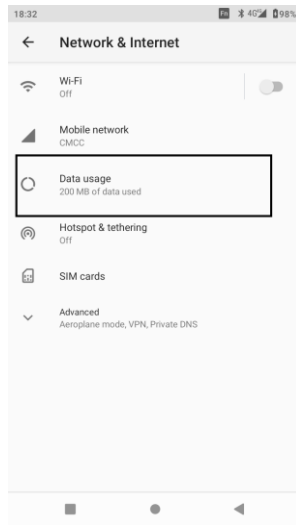 18:32
Fn 4G 98%
Network & Internet
Wi-Fi
Off
Mobile network
CMCC
Data usage
200 MB of data used
Hotspot & tethering
Off
SIM cards
Advanced
Aeroplane mode, VPN, Private DNS